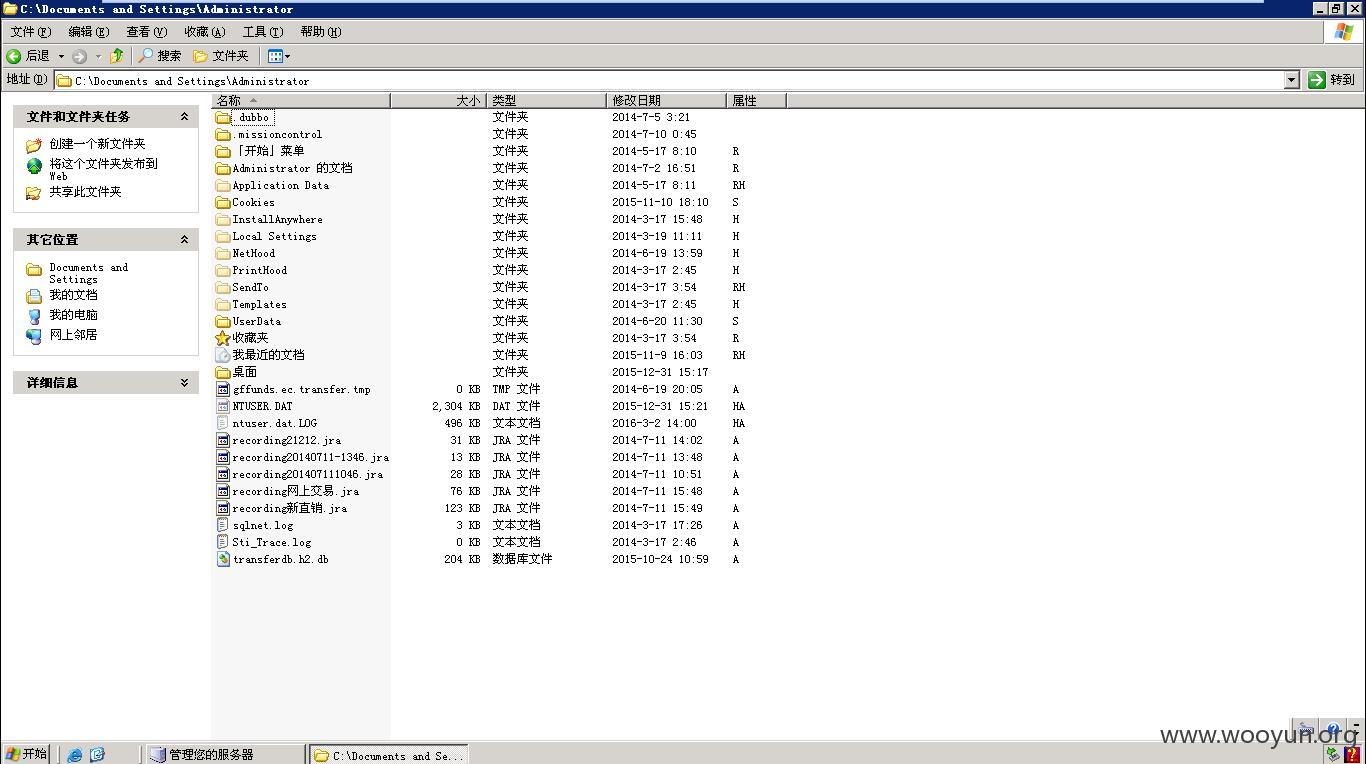 C:\Documents and Settings\Administrator
文件(F) 编辑(E) 查看(V) 收藏(A) 工具(T) 帮助(H)
后退 搜索 文件夹
地址(D) C:\Documents and Settings\Administrator 转到
文件和文件夹任务
创建一个新文件夹
将这个文件夹发布到
Web
共享此文件夹
其它位置
Documents and
Settings
我的文档
我的电脑
网上邻居
详细信息
名称 大小 类型 修改日期 属性
.dubbo 文件夹 2014-7-5 3:21
.missioncontrol 文件夹 2014-7-10 0:45
「开始」菜单 文件夹 2014-5-17 8:10 R
Administrator 的文档 文件夹 2014-7-2 16:51 R
Application Data 文件夹 2014-5-17 8:11 RH
Cookies 文件夹 2015-11-10 18:10 S
InstallAnywhere 文件夹 2014-3-17 15:48 H
Local Settings 文件夹 2014-3-19 11:11 H
NetHood 文件夹 2014-6-19 13:59 H
PrintHood 文件夹 2014-3-17 2:45 H
SendTo 文件夹 2014-3-17 3:54 RH
Templates 文件夹 2014-3-17 2:45 H
UserData 文件夹 2014-6-20 11:30 S
收藏夹 文件夹 2014-3-17 3:54 R
我最近的文档 文件夹 2015-11-9 16:03 RH
桌面 文件夹 2015-12-31 15:17
gffunds.ec.transfer.tmp 0 KB TMP 文件 2014-6-19 20:05 A
NTUSER.DAT 2,304 KB DAT 文件 2015-12-31 15:21 HA
ntuser.dat.LOG 496 KB 文本文档 2016-3-2 14:00 HA
recording21212.jra 31 KB JRA 文件 2014-7-11 14:02 A
recording20140711-1346.jra 13 KB JRA 文件 2014-7-11 13:48 A
recording201407111046.jra 28 KB JRA 文件 2014-7-11 10:51 A
recording网上交易.jra 76 KB JRA 文件 2014-7-11 15:48 A
recording新直销.jra 123 KB JRA 文件 2014-7-11 15:49 A
sqlnet.log 3 KB 文本文档 2014-3-17 17:26 A
Sti_Trace.log 0 KB 文本文档 2014-3-17 2:46 A
transferdb.h2.db 204 KB 数据库文件 2015-10-24 10:59 A
www.wooyun.org
开始 管理您的服务器 C:\Documents and Se...